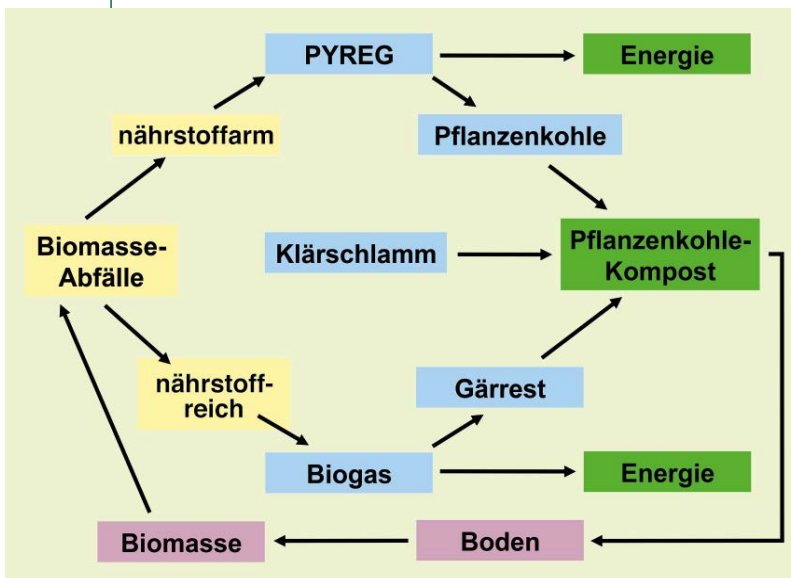 PYREG
Energie
nährstoffarm
Pflanzenkohle
Biomasse-
Abfälle
Klärschlamm
Pflanzenkohle-
Kompost
nährstoff-
reich
Gärrest
Biogas
Energie
Biomasse
Boden